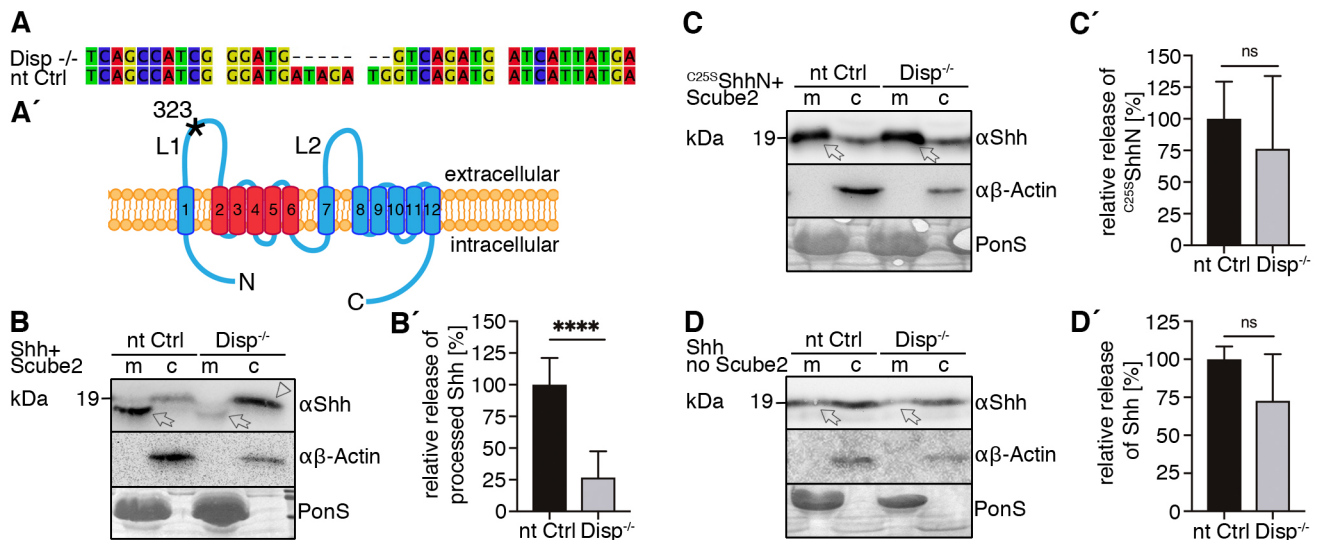 A
Disp -/- TCAGCCATCG GGATG----- --GTCAGATG ATCATTATGA
nt Ctrl TCAGCCATCG GGATGATAGA TGGTCAGATG ATCATTATGA
A´
323
*
L1
L2
extracellular
1 2 3 4 5 6 7 8 9 10 11 12
intracellular
N
C
B
nt Ctrl Disp-/-
Shh+
Scube2
m c m c
kDa 19
αShh
αβ-Actin
PonS
B´
relative release of
processed Shh [%]
150
125
100
75
50
25
0
****
nt Ctrl Disp-/-
C
nt Ctrl Disp-/-
C25SShhN+
Scube2
m c m c
kDa 19
αShh
αβ-Actin
PonS
C´
relative release of
C25SShhN [%]
150
125
100
75
50
25
0
ns
nt Ctrl Disp-/-
D
nt Ctrl Disp-/-
Shh
no Scube2
m c m c
kDa 19
αShh
αβ-Actin
PonS
D´
relative release
of Shh [%]
125
100
75
50
25
0
ns
nt Ctrl Disp-/-